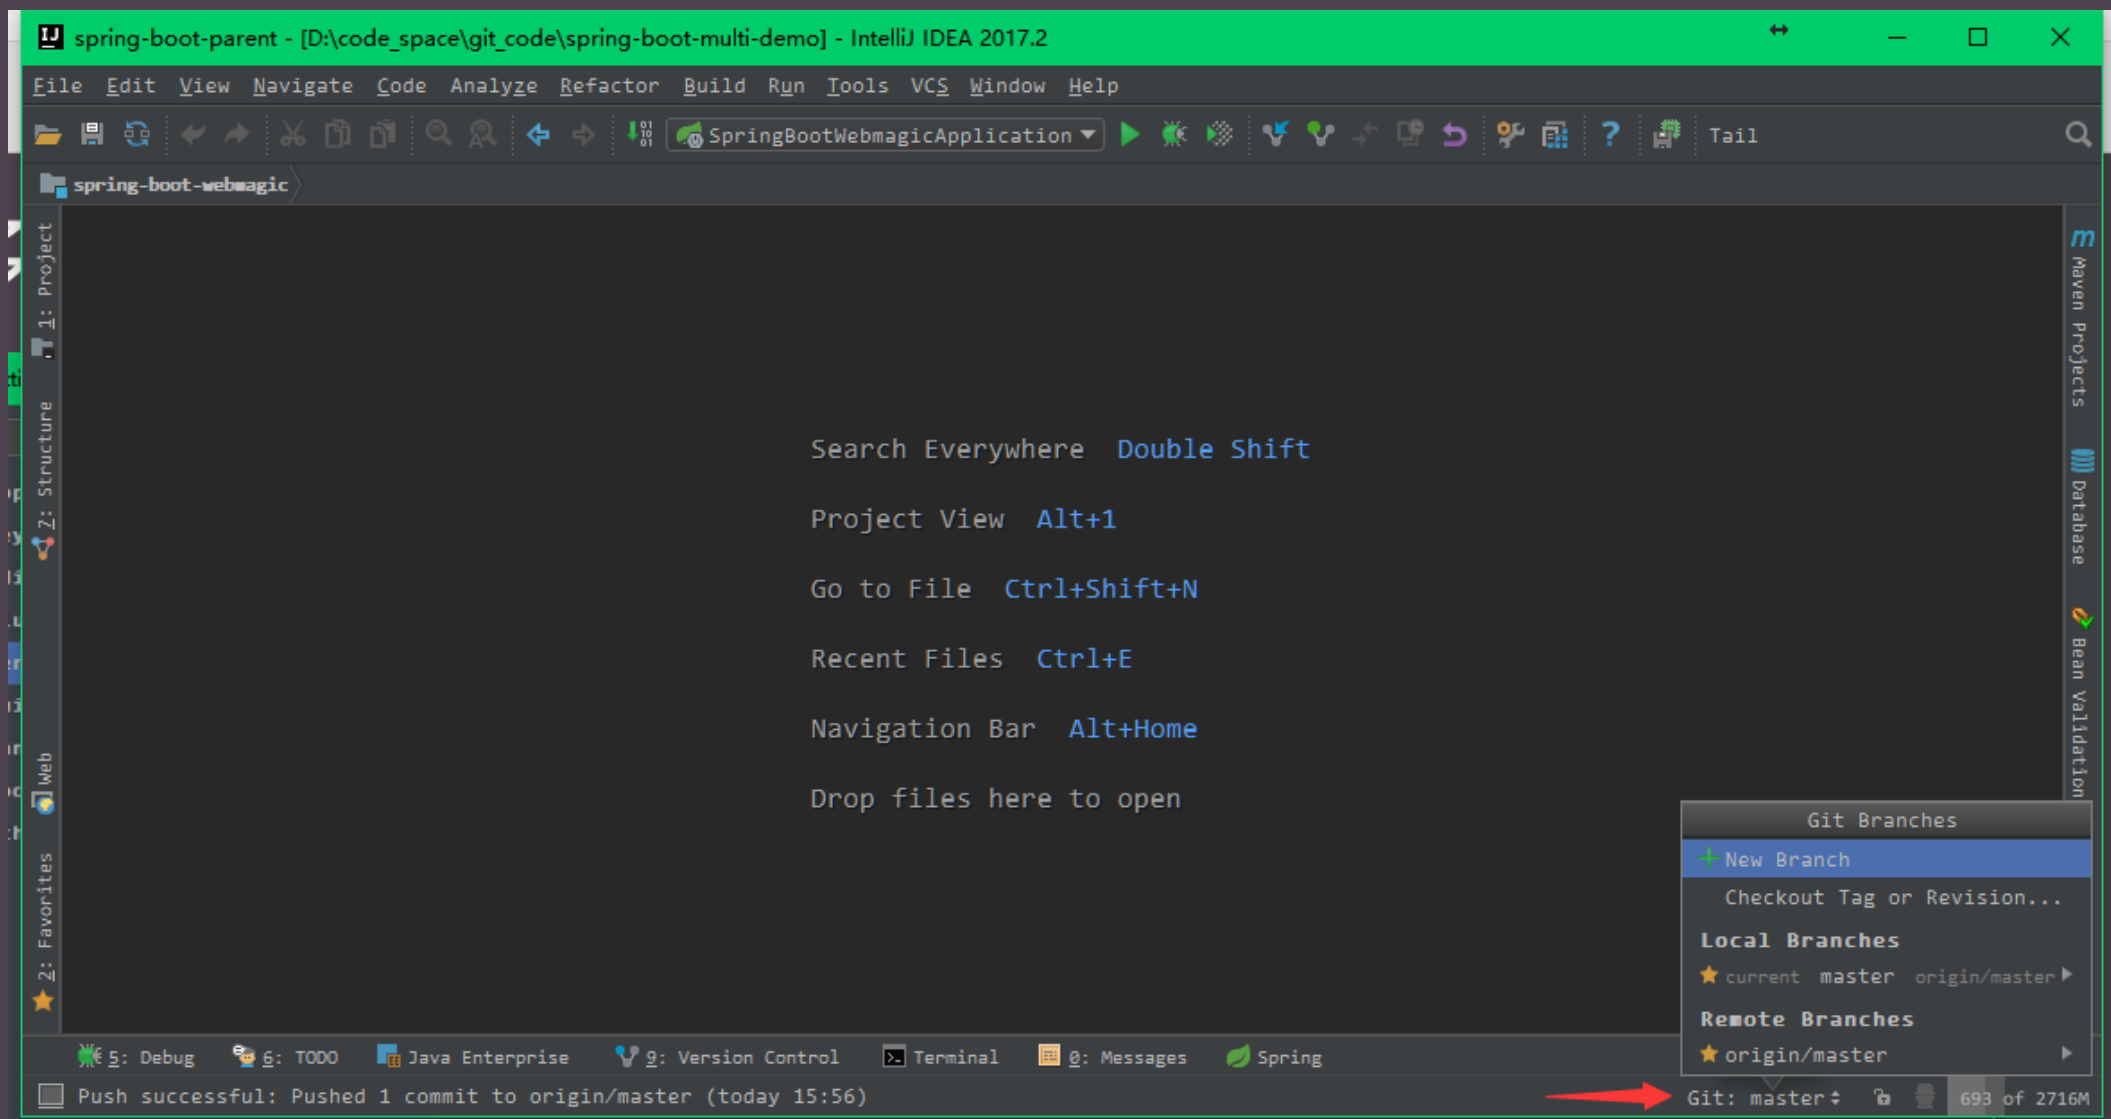 spring-boot-parent - [D:\code_space\git_code\spring-boot-multi-demo] - IntelliJ IDEA 2017.2
File Edit View Navigate Code Analyze Refactor Build Run Tools VCS Window Help
SpringBootWebmagicApplication Tail
spring-boot-webmagic
1: Project
7: Structure
Web
2: Favorites
Search Everywhere Double Shift
Project View Alt+1
Go to File Ctrl+Shift+N
Recent Files Ctrl+E
Navigation Bar Alt+Home
Drop files here to open
Maven Projects
Database
Bean Validation
Git Branches
New Branch
Checkout Tag or Revision...
Local Branches
current master origin/master
Remote Branches
origin/master
5: Debug 6: TODO Java Enterprise 9: Version Control Terminal 0: Messages Spring
Push successful: Pushed 1 commit to origin/master (today 15:56) Git: master 693 of 2716M